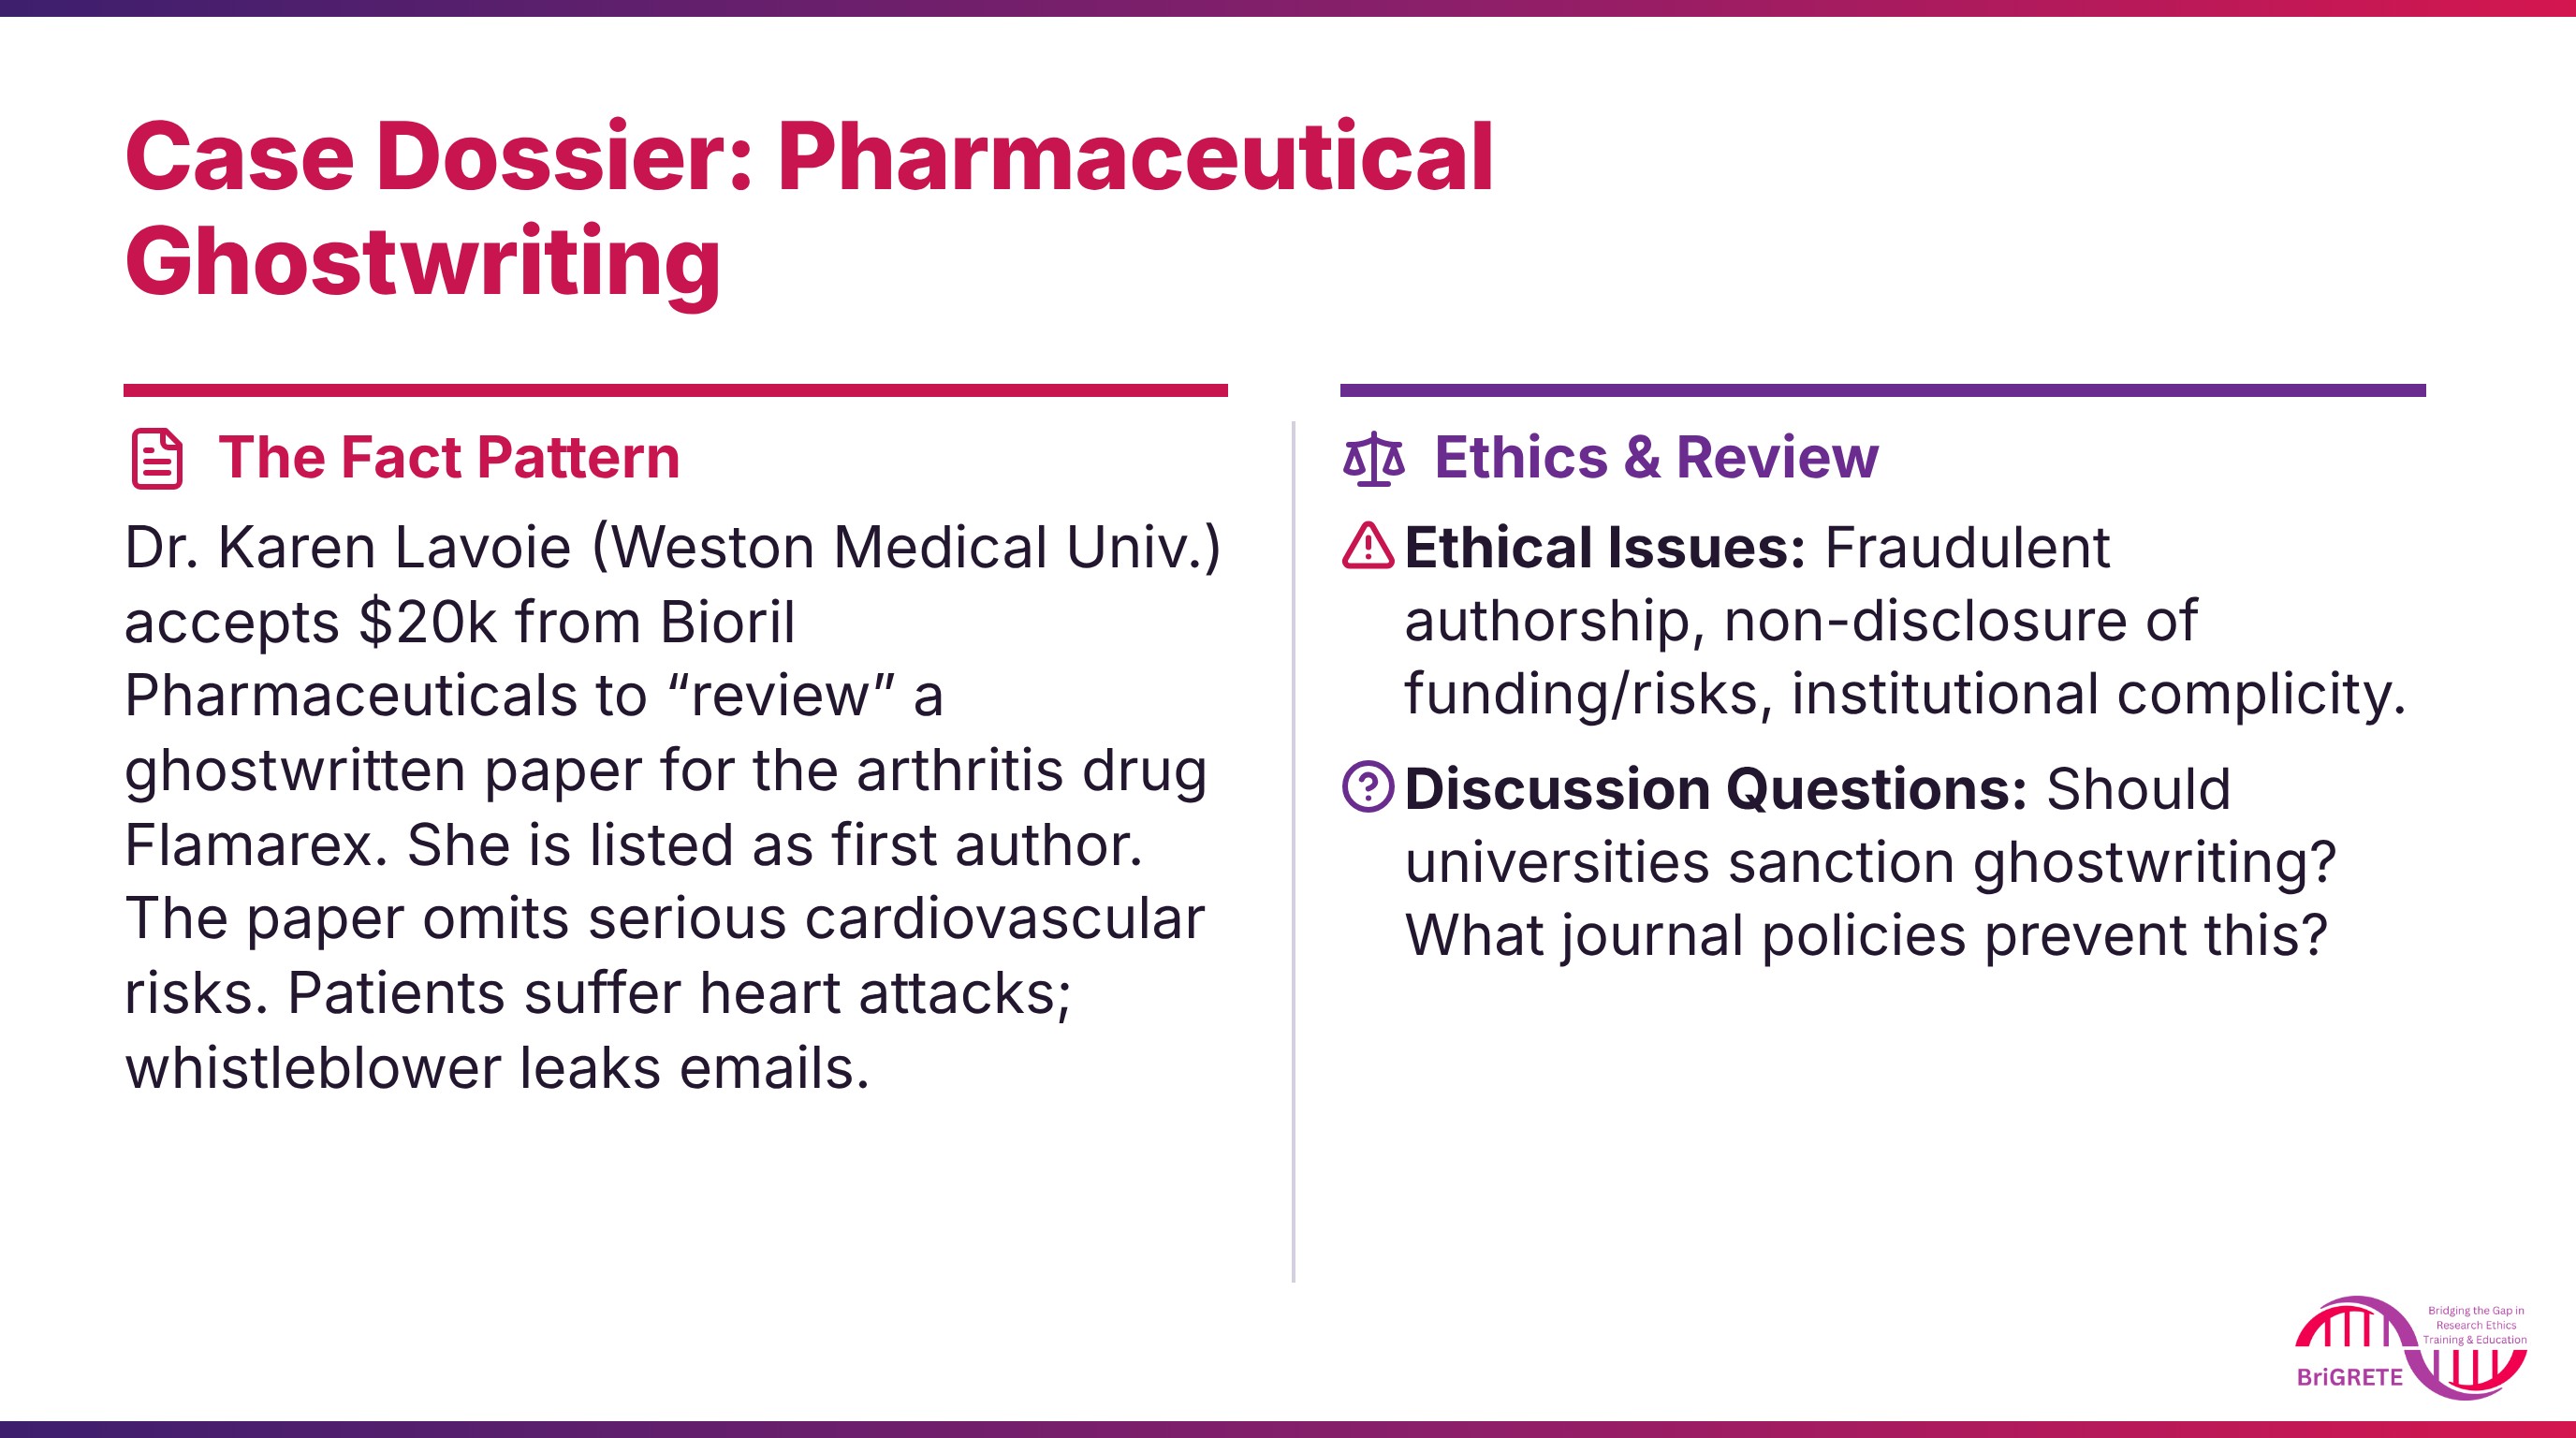 Case Dossier: Pharmaceutical
Ghostwriting
The Fact Pattern
Dr. Karen Lavoie (Weston Medical Univ.)
accepts $20k from Bioril
Pharmaceuticals to “review” a
ghostwritten paper for the arthritis drug
Flamarex. She is listed as first author.
The paper omits serious cardiovascular
risks. Patients suffer heart attacks;
whistleblower leaks emails.
Ethics & Review
Ethical Issues: Fraudulent
authorship, non-disclosure of
funding/risks, institutional complicity.
Discussion Questions: Should
universities sanction ghostwriting?
What journal policies prevent this?
Bridging the Gap in
Research Ethics
Training & Education
BriGRETE